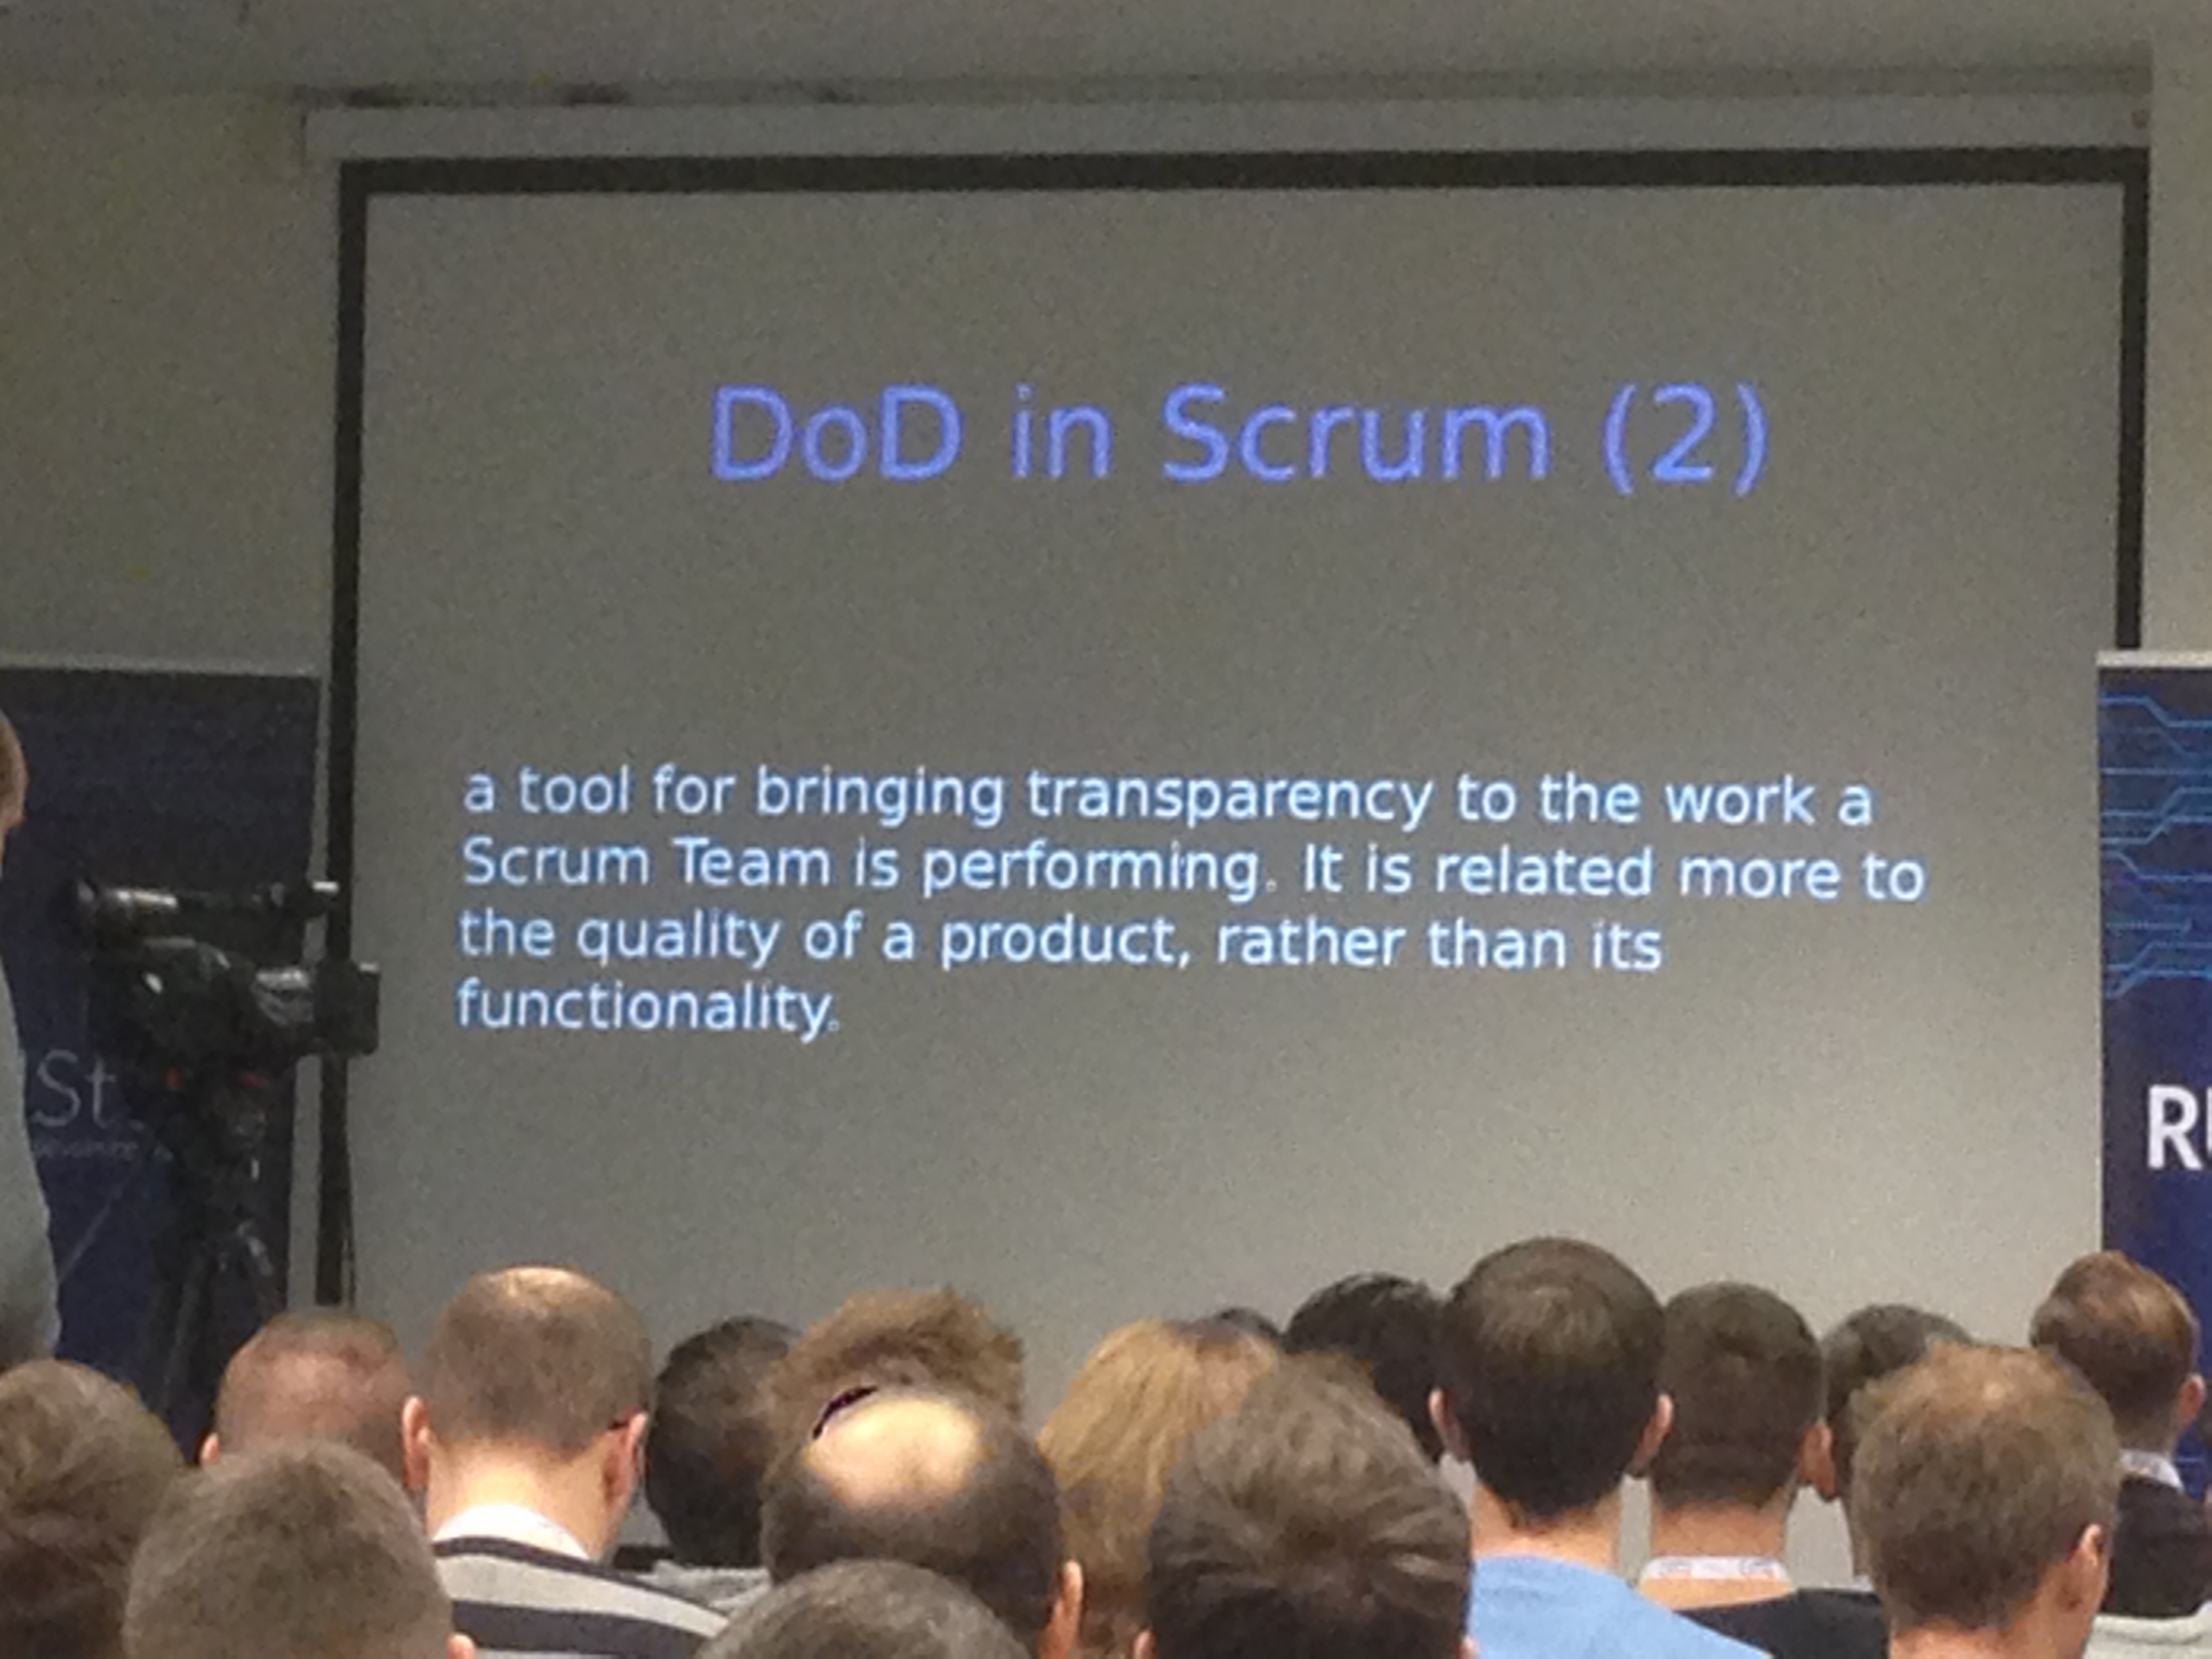 DoD in Scrum (2)
a tool for bringing transparency to the work a
Scrum Team is performing. It is related more to
the quality of a product, rather than its
functionality.
St
R